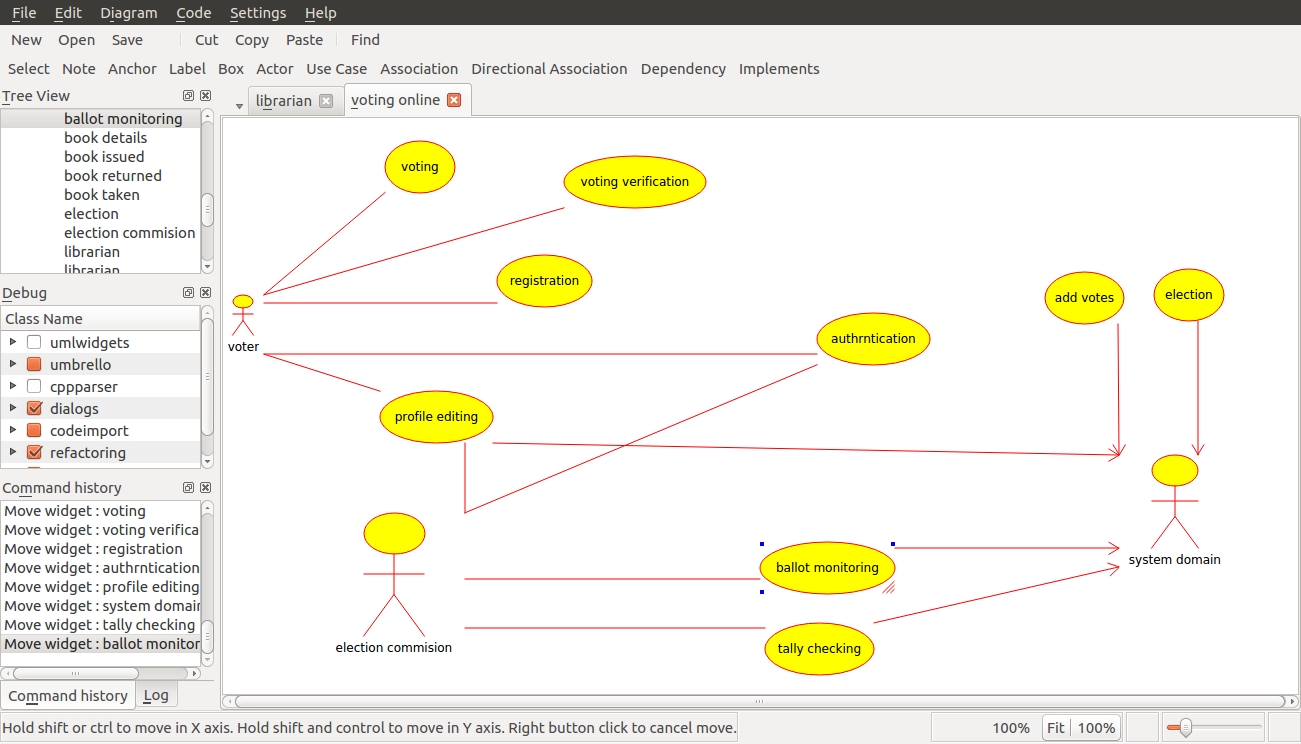 File Edit Diagram Code Settings Help
New Open Save Cut Copy Paste Find
Select Note Anchor Label Box Actor Use Case Association Directional Association Dependency Implements
Tree View
ballot monitoring
book details
book issued
book returned
book taken
election
election commision
librarian
librarian
Debug
Class Name
umlwidgets
umbrello
cppparser
dialogs
codeimport
refactoring
Command history
Move widget : voting
Move widget : voting verifica
Move widget : registration
Move widget : authrntication
Move widget : profile editing
Move widget : system domain
Move widget : tally checking
Move widget : ballot monitor
Command history Log
librarian voting online
voting
voting verification
registration
add votes
election
authrntication
voter
profile editing
system domain
ballot monitoring
election commision
tally checking
Hold shift or ctrl to move in X axis. Hold shift and control to move in Y axis. Right button click to cancel move.
100% Fit 100%